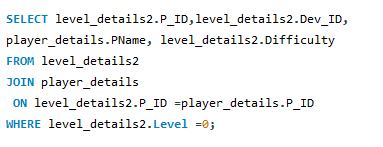 SELECT level_details2.P_ID,level_details2.Dev_ID,
player_details.PName, level_details2.Difficulty
FROM level_details2
JOIN player_details
ON level_details2.P_ID =player_details.P_ID
WHERE level_details2.Level =0;